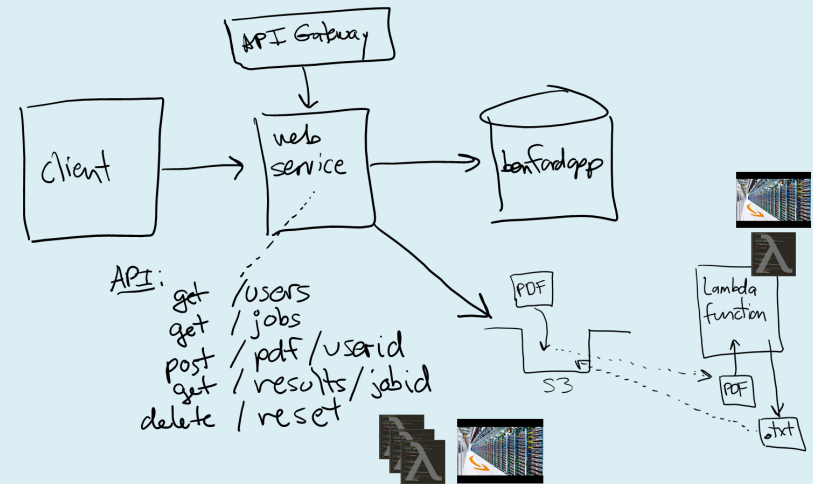 API Gateway
client
web
service
benfordapp
API:
get /users
get /jobs
post /pdf/userid
get /results/jobid
delete /reset
PDF
S3
Lambda
function
PDF
.txt
λ
λ